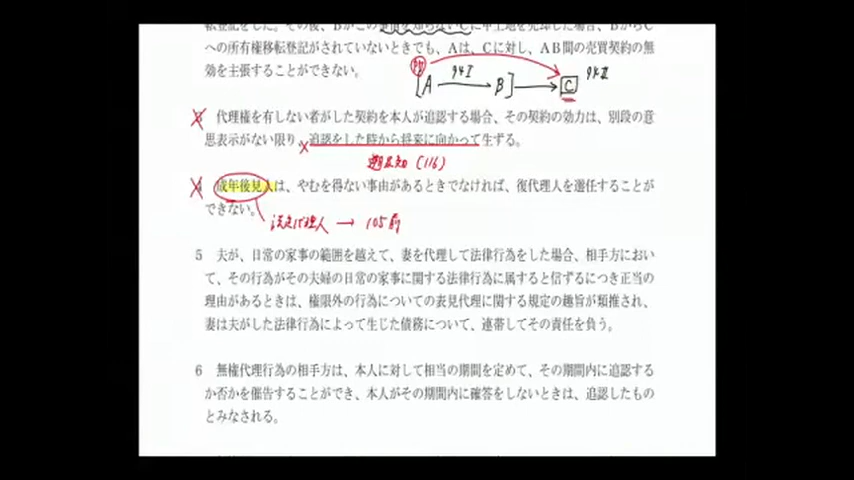 転登記をした。その後、Bがこの事情を知らないCに甲土地を売却した場合、BからC
への所有権移転登記がされていないときでも、Aは、Cに対し、AB間の売買契約の無
効を主張することができない。
A 94Ⅰ B C 94Ⅱ
3 代理権を有しない者がした契約を本人が追認する場合、その契約の効力は、別段の意
思表示がない限り、追認をした時から将来に向かって生ずる。
遡及効(116)
4 成年後見人は、やむを得ない事由があるときでなければ、復代理人を選任することが
できない。
法定代理人 → 105前
5 夫が、日常の家事の範囲を越えて、妻を代理して法律行為をした場合、相手方におい
て、その行為がその夫婦の日常の家事に関する法律行為に属すると信ずるにつき正当の
理由があるときは、権限外の行為についての表見代理に関する規定の趣旨が類推され、
妻は夫がした法律行為によって生じた債務について、連帯してその責任を負う。
6 無権代理行為の相手方は、本人に対して相当の期間を定めて、その期間内に追認する
か否かを催告することができ、本人がその期間内に確答をしないときは、追認したもの
とみなされる。